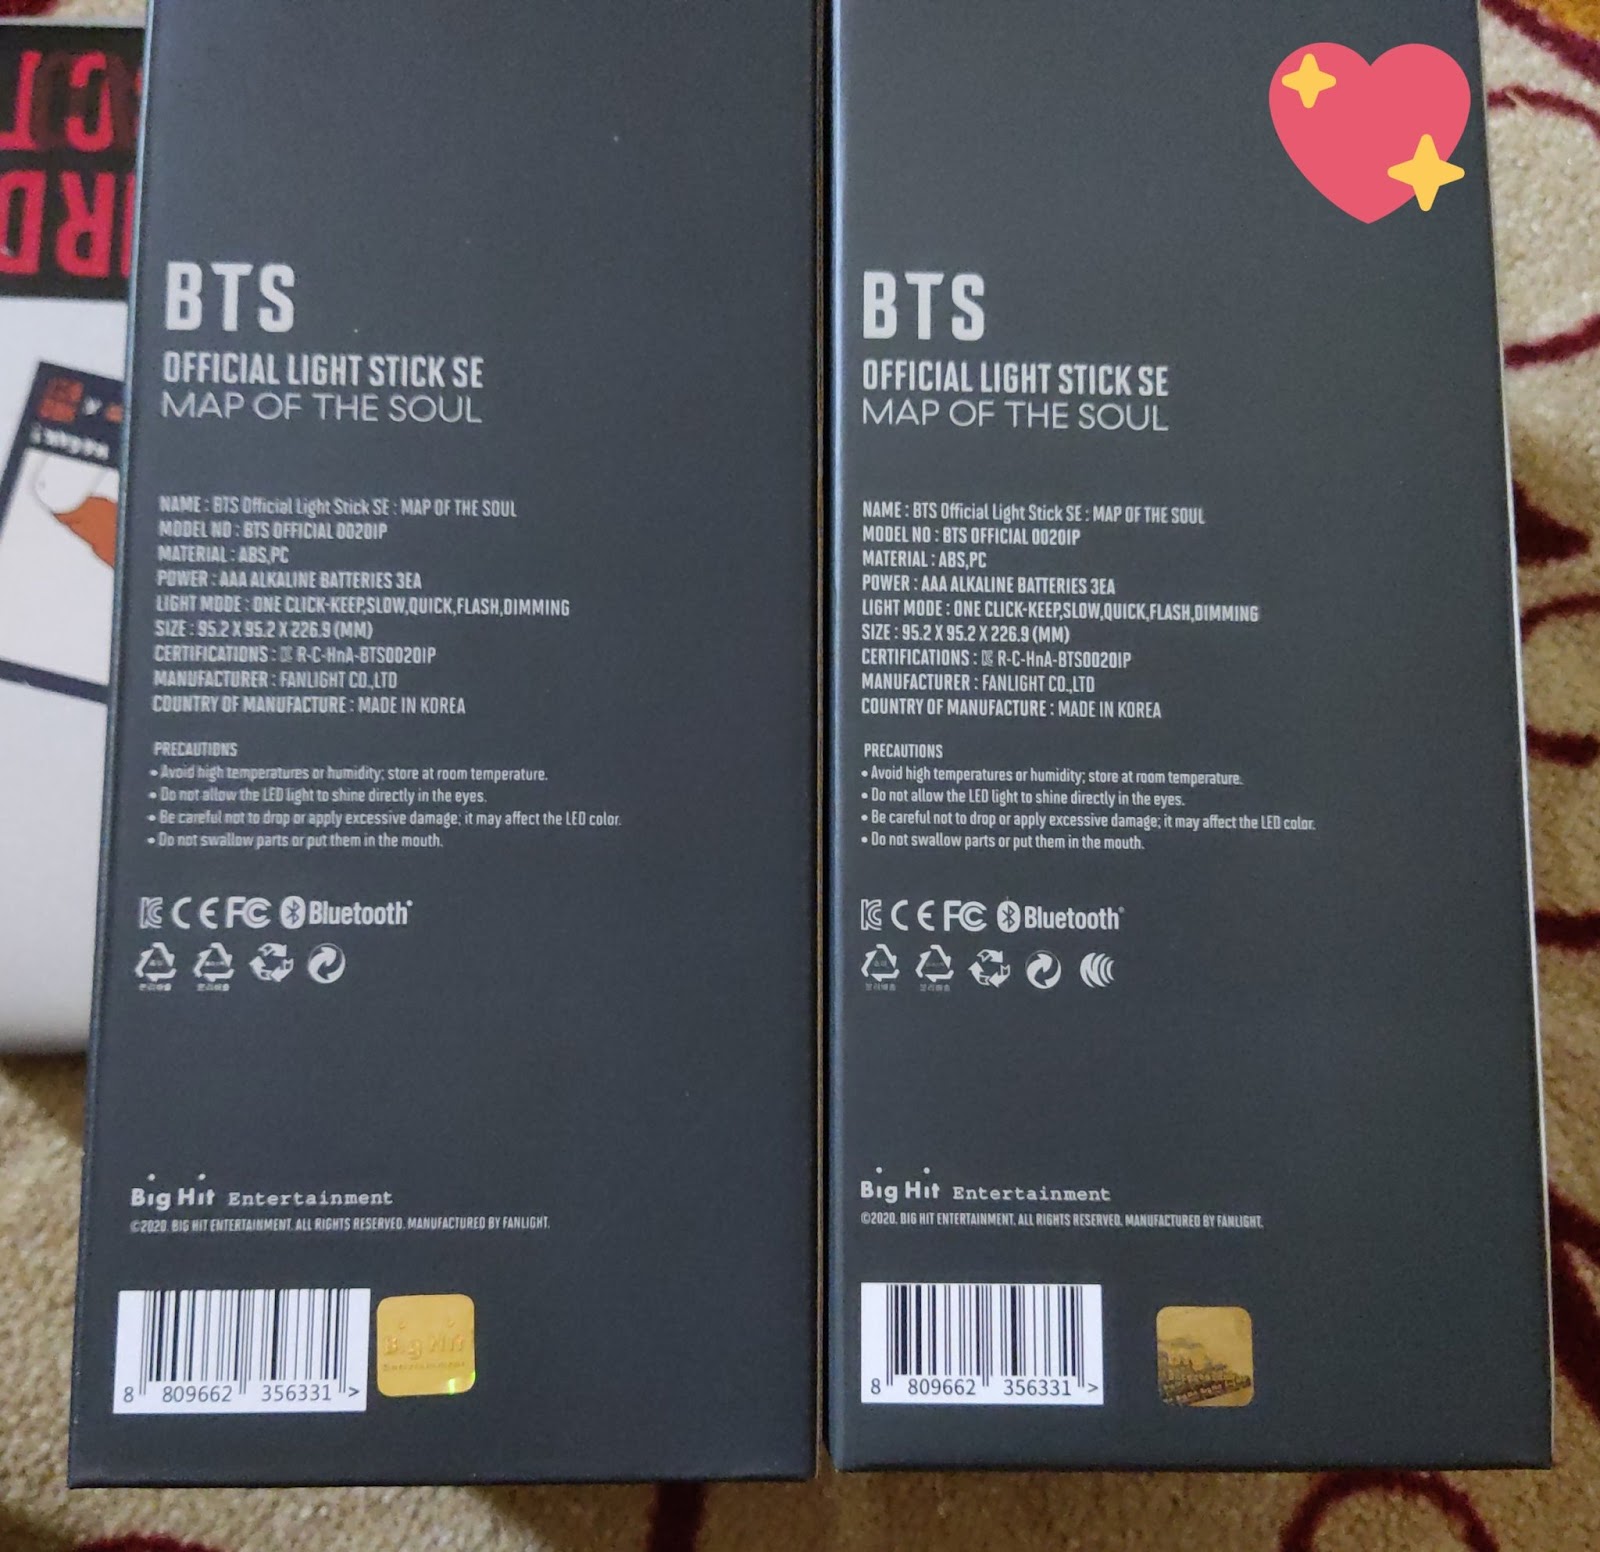 BTS
OFFICIAL LIGHT STICK SE
MAP OF THE SOUL
NAME : BTS Official Light Stick SE : MAP OF THE SOUL
MODEL NO : BTS OFFICIAL 00201P
MATERIAL : ABS,PC
POWER : AAA ALKALINE BATTERIES 3EA
LIGHT MODE : ONE CLICK-KEEP,SLOW,QUICK,FLASH,DIMMING
SIZE : 95.2 X 95.2 X 226.9 (MM)
CERTIFICATIONS : R-C-HnA-BTS00201P
MANUFACTURER : FANLIGHT CO.,LTD
COUNTRY OF MANUFACTURE : MADE IN KOREA
PRECAUTIONS
• Avoid high temperatures or humidity; store at room temperature.
• Do not allow the LED light to shine directly in the eyes.
• Be careful not to drop or apply excessive damage; it may affect the LED color.
• Do not swallow parts or put them in the mouth.
CE FC Bluetooth
Big Hit Entertainment
©2020. BIG HIT ENTERTAINMENT. ALL RIGHTS RESERVED. MANUFACTURED BY FANLIGHT.
8 809662 356331 >
Big Hit
Entertainment
BTS
OFFICIAL LIGHT STICK SE
MAP OF THE SOUL
NAME : BTS Official Light Stick SE : MAP OF THE SOUL
MODEL NO : BTS OFFICIAL 00201P
MATERIAL : ABS,PC
POWER : AAA ALKALINE BATTERIES 3EA
LIGHT MODE : ONE CLICK-KEEP,SLOW,QUICK,FLASH,DIMMING
SIZE : 95.2 X 95.2 X 226.9 (MM)
CERTIFICATIONS : R-C-HnA-BTS00201P
MANUFACTURER : FANLIGHT CO.,LTD
COUNTRY OF MANUFACTURE : MADE IN KOREA
PRECAUTIONS
• Avoid high temperatures or humidity; store at room temperature.
• Do not allow the LED light to shine directly in the eyes.
• Be careful not to drop or apply excessive damage; it may affect the LED color.
• Do not swallow parts or put them in the mouth.
CE FC Bluetooth®
Big Hit Entertainment
©2020. BIG HIT ENTERTAINMENT. ALL RIGHTS RESERVED. MANUFACTURED BY FANLIGHT.
8 809662 356331 >